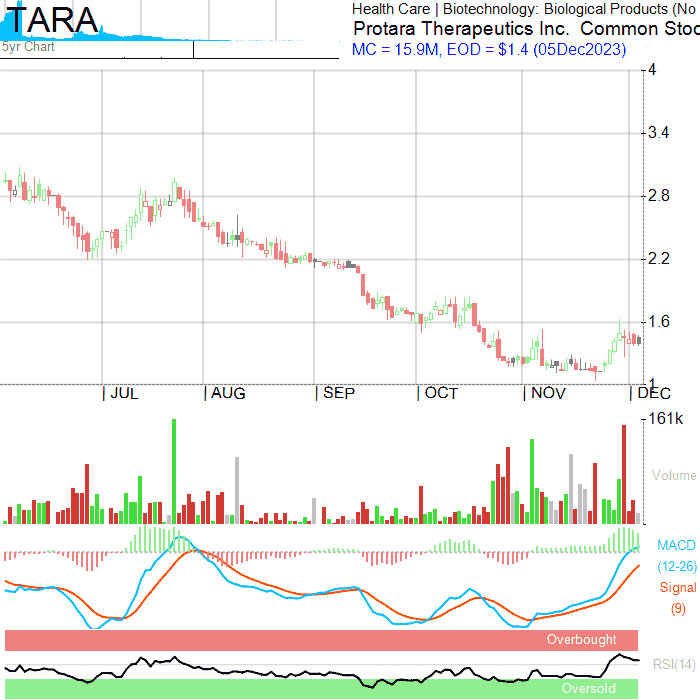 TARA
5yr Chart
Health Care | Biotechnology: Biological Products (No
Protara Therapeutics Inc.  Common Stoc
MC = 15.9M, EOD = $1.4 (05Dec2023)
4
3.4
2.8
2.2
1.6
1
| JUL | AUG | SEP | OCT | NOV | DEC
161k
Volume
MACD
(12-26)
Signal
(9)
Overbought
RSI(14)
Oversold